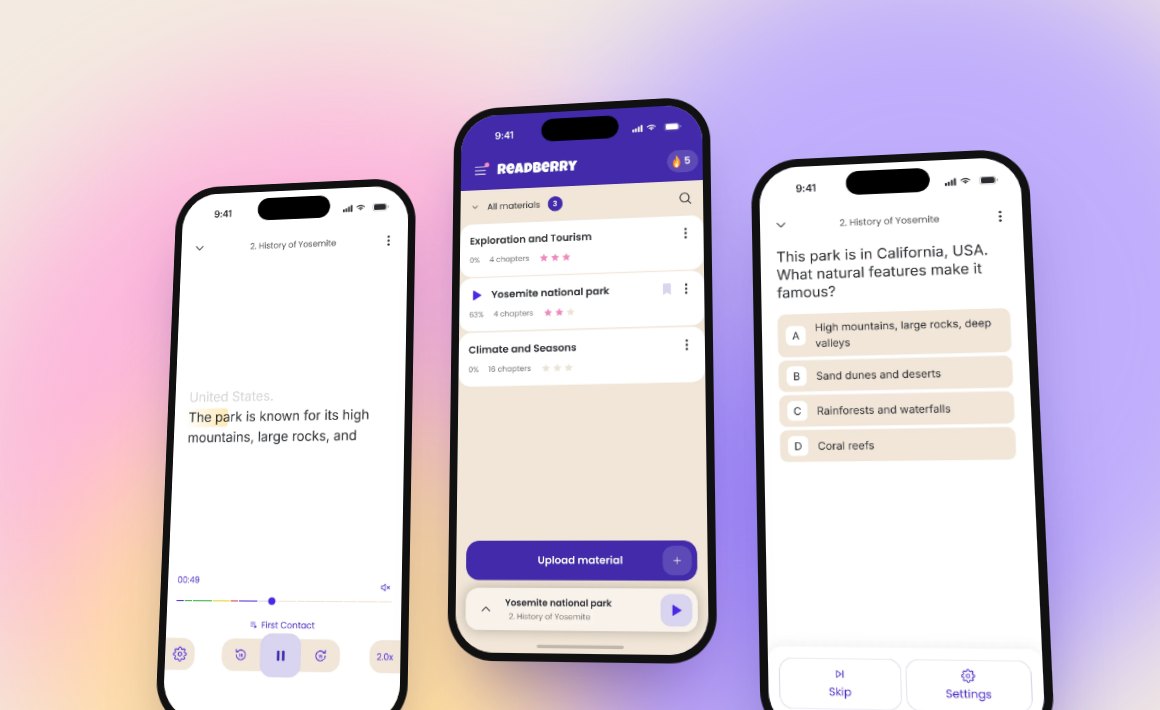 9:41
2. History of Yosemite
United States.
The park is known for its high
mountains, large rocks, and
00:49
First Contact
2.0x
9:41
READBERRY
5
All materials 3
Exploration and Tourism
0% 4 chapters
Yosemite national park
63% 4 chapters
Climate and Seasons
0% 16 chapters
Upload material
Yosemite national park
2. History of Yosemite
9:41
2. History of Yosemite
This park is in California, USA.
What natural features make it
famous?
A High mountains, large rocks, deep
valleys
B Sand dunes and deserts
C Rainforests and waterfalls
D Coral reefs
Skip
Settings